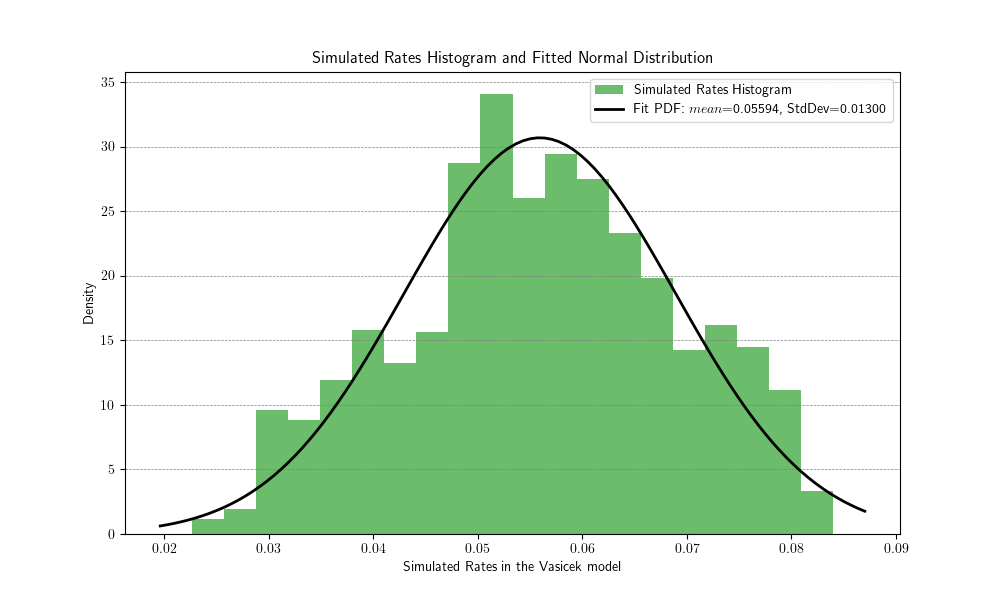 Simulated Rates Histogram and Fitted Normal Distribution
35
30
25
20
15
10
5
0
Density
Simulated Rates Histogram
Fit PDF: mean=0.05594, StdDev=0.01300
0.02 0.03 0.04 0.05 0.06 0.07 0.08 0.09
Simulated Rates in the Vasicek model